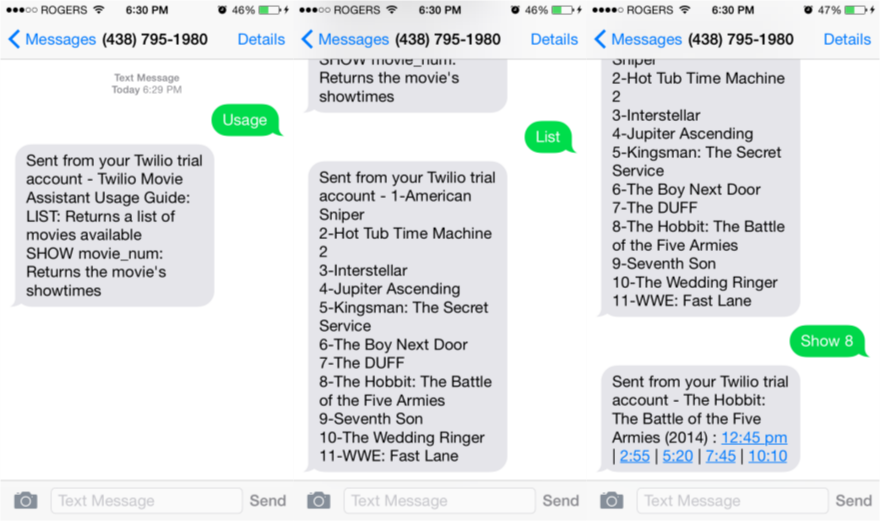 ROGERS 6:30 PM 46%
Messages (438) 795-1980 Details
Text Message
Today 6:29 PM
Usage
Sent from your Twilio trial
account - Twilio Movie
Assistant Usage Guide:
LIST: Returns a list of
movies available
SHOW movie_num:
Returns the movie's
showtimes
Text Message Send
ROGERS 6:30 PM 46%
Messages (438) 795-1980 Details
SHOW movie_num:
Returns the movie's
showtimes
List
Sent from your Twilio trial
account - 1-American
Sniper
2-Hot Tub Time Machine
2
3-Interstellar
4-Jupiter Ascending
5-Kingsman: The Secret
Service
6-The Boy Next Door
7-The DUFF
8-The Hobbit: The Battle
of the Five Armies
9-Seventh Son
10-The Wedding Ringer
11-WWE: Fast Lane
Text Message Send
ROGERS 6:30 PM 47%
Messages (438) 795-1980 Details
Sniper
2-Hot Tub Time Machine
2
3-Interstellar
4-Jupiter Ascending
5-Kingsman: The Secret
Service
6-The Boy Next Door
7-The DUFF
8-The Hobbit: The Battle
of the Five Armies
9-Seventh Son
10-The Wedding Ringer
11-WWE: Fast Lane
Show 8
Sent from your Twilio trial
account - The Hobbit:
The Battle of the Five
Armies (2014) : 12:45 pm
| 2:55 | 5:20 | 7:45 | 10:10
Text Message Send